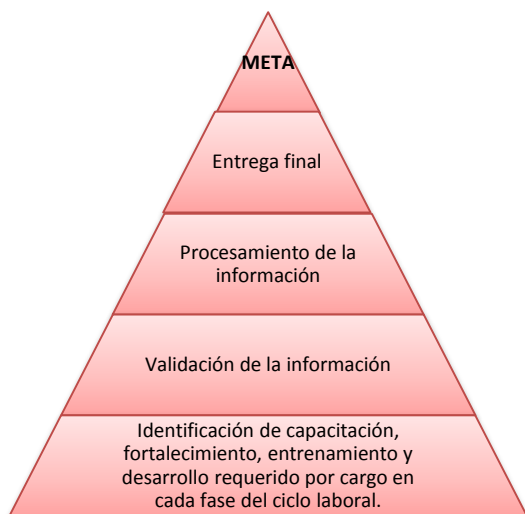 META
Entrega final
Procesamiento de la
información
Validación de la información
Identificación de capacitación,
fortalecimiento, entrenamiento y
desarrollo requerido por cargo en
cada fase del ciclo laboral.